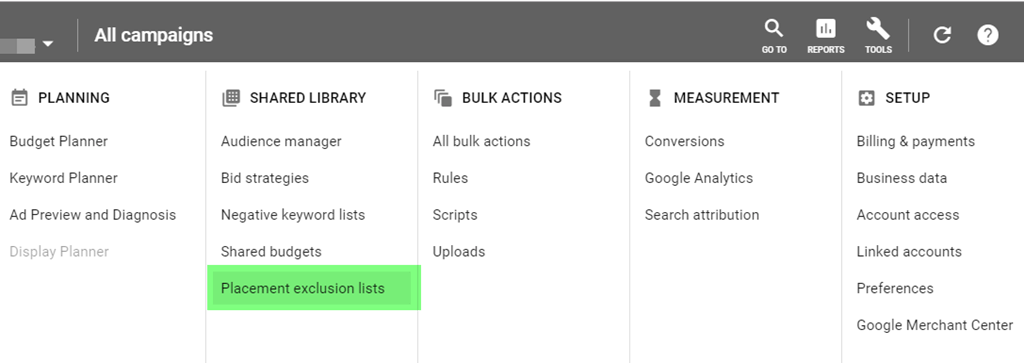 All campaigns
GO TO
REPORTS
TOOLS
PLANNING
Budget Planner
Keyword Planner
Ad Preview and Diagnosis
Display Planner
SHARED LIBRARY
Audience manager
Bid strategies
Negative keyword lists
Shared budgets
Placement exclusion lists
BULK ACTIONS
All bulk actions
Rules
Scripts
Uploads
MEASUREMENT
Conversions
Google Analytics
Search attribution
SETUP
Billing & payments
Business data
Account access
Linked accounts
Preferences
Google Merchant Center